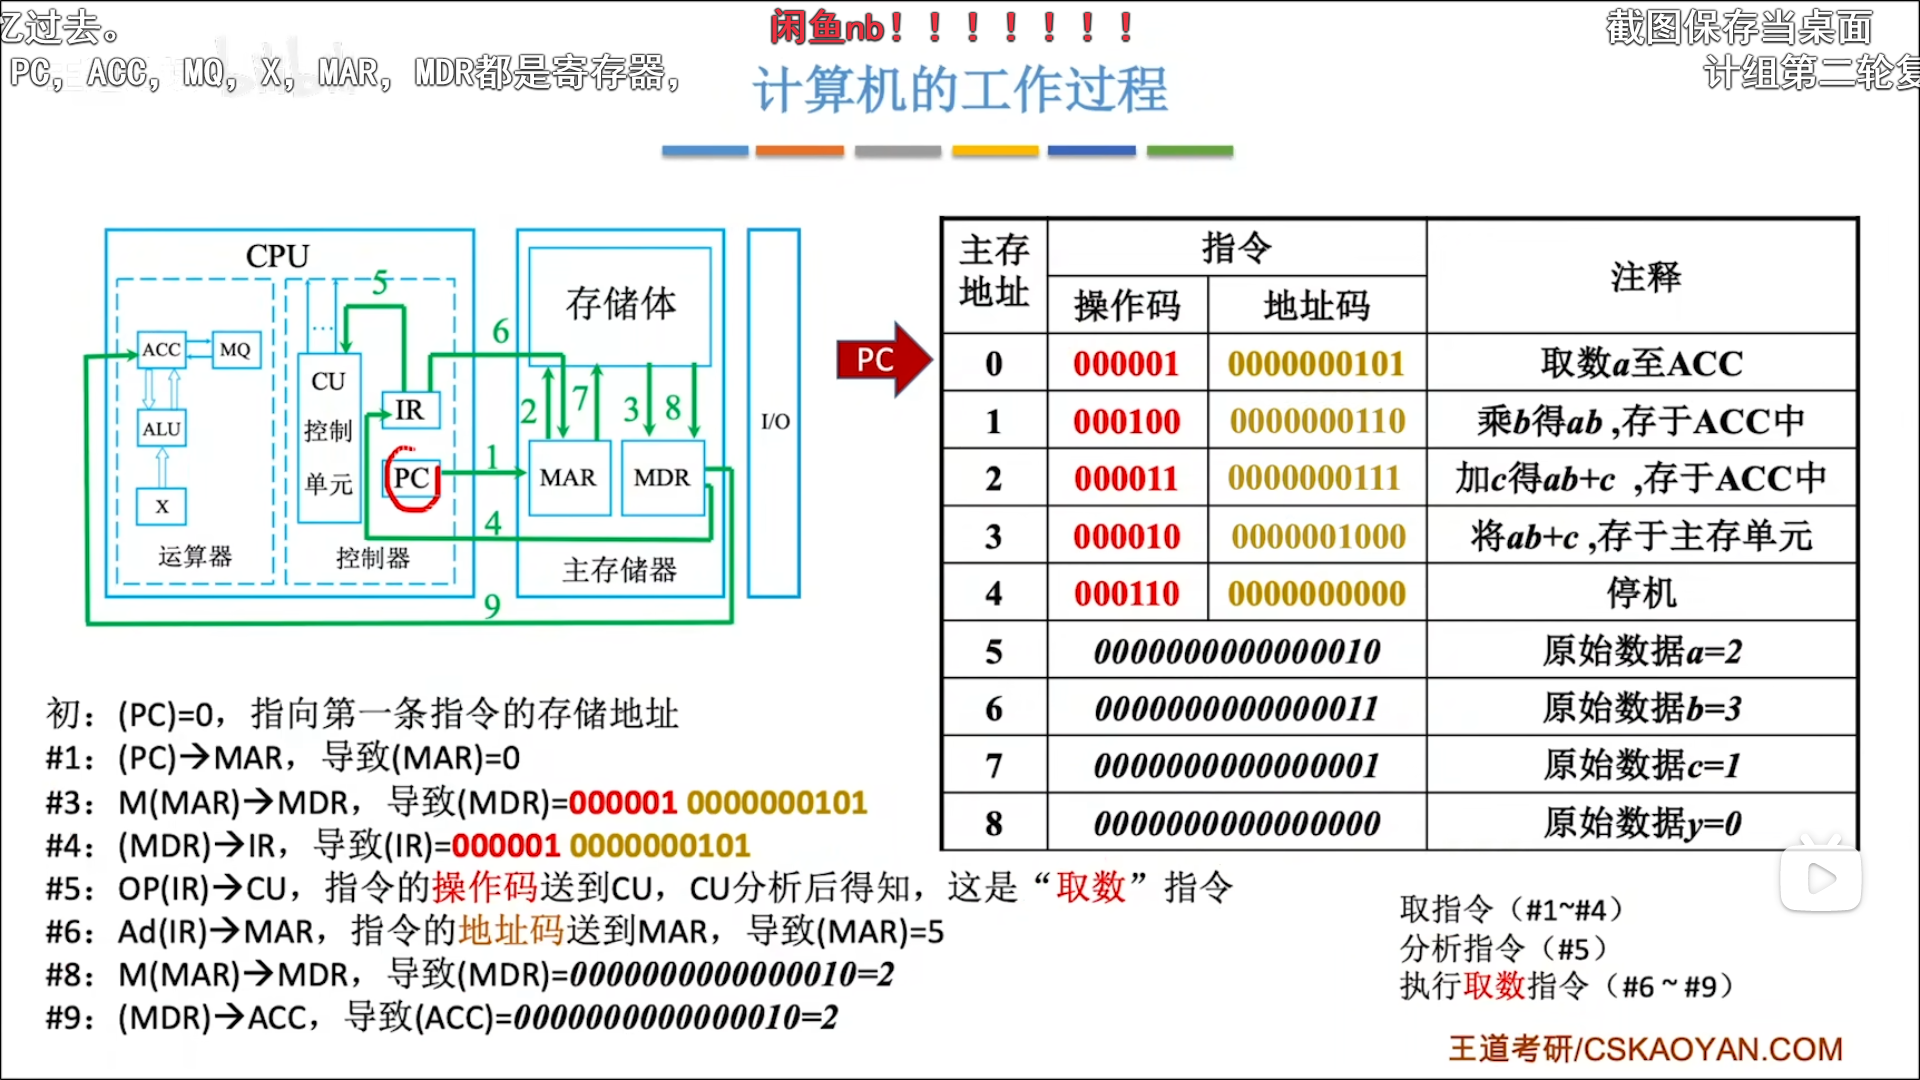 忆过去。
闲鱼nb！！！！！！！
截图保存当桌面
PC，ACC，MQ，X，MAR，MDR都是寄存器，
计组第二轮复
计算机的工作过程
CPU
5
ACC
MQ
ALU
X
运算器
…
CU
控制
单元
IR
PC
控制器
6
1
4
9
存储体
2
7
3
8
MAR
MDR
主存储器
I/O
PC
主存地址 指令 注释
操作码 地址码
0 000001 0000000101 取数a至ACC
1 000100 0000000110 乘b得ab ,存于ACC中
2 000011 0000000111 加c得ab+c ,存于ACC中
3 000010 0000001000 将ab+c ,存于主存单元
4 000110 0000000000 停机
5 0000000000000010 原始数据a=2
6 0000000000000011 原始数据b=3
7 0000000000000001 原始数据c=1
8 0000000000000000 原始数据y=0
初：(PC)=0，指向第一条指令的存储地址
#1：(PC)→MAR，导致(MAR)=0
#3：M(MAR)→MDR，导致(MDR)=000001 0000000101
#4：(MDR)→IR，导致(IR)=000001 0000000101
#5：OP(IR)→CU，指令的操作码送到CU，CU分析后得知，这是“取数”指令
#6：Ad(IR)→MAR，指令的地址码送到MAR，导致(MAR)=5
#8：M(MAR)→MDR，导致(MDR)=0000000000000010=2
#9：(MDR)→ACC，导致(ACC)=0000000000000010=2
取指令（#1~#4）
分析指令（#5）
执行取数指令（#6 ~ #9）
王道考研/CSKAOYAN.COM